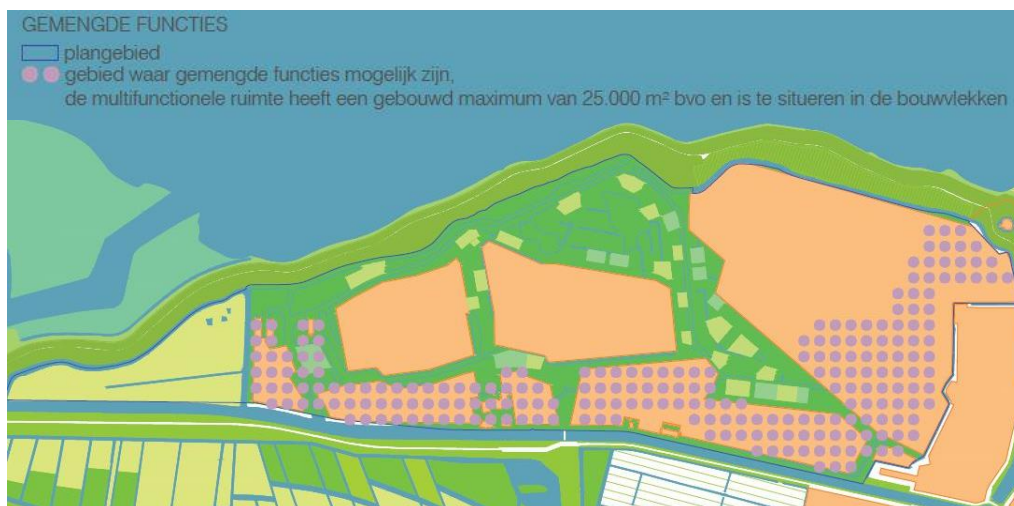 GEMENGDE FUNCTIES
plangebied
gebied waar gemengde functies mogelijk zijn,
de multifunctionele ruimte heeft een gebouwd maximum van 25.000 m² bvo en is te situeren in de bouwvlekken